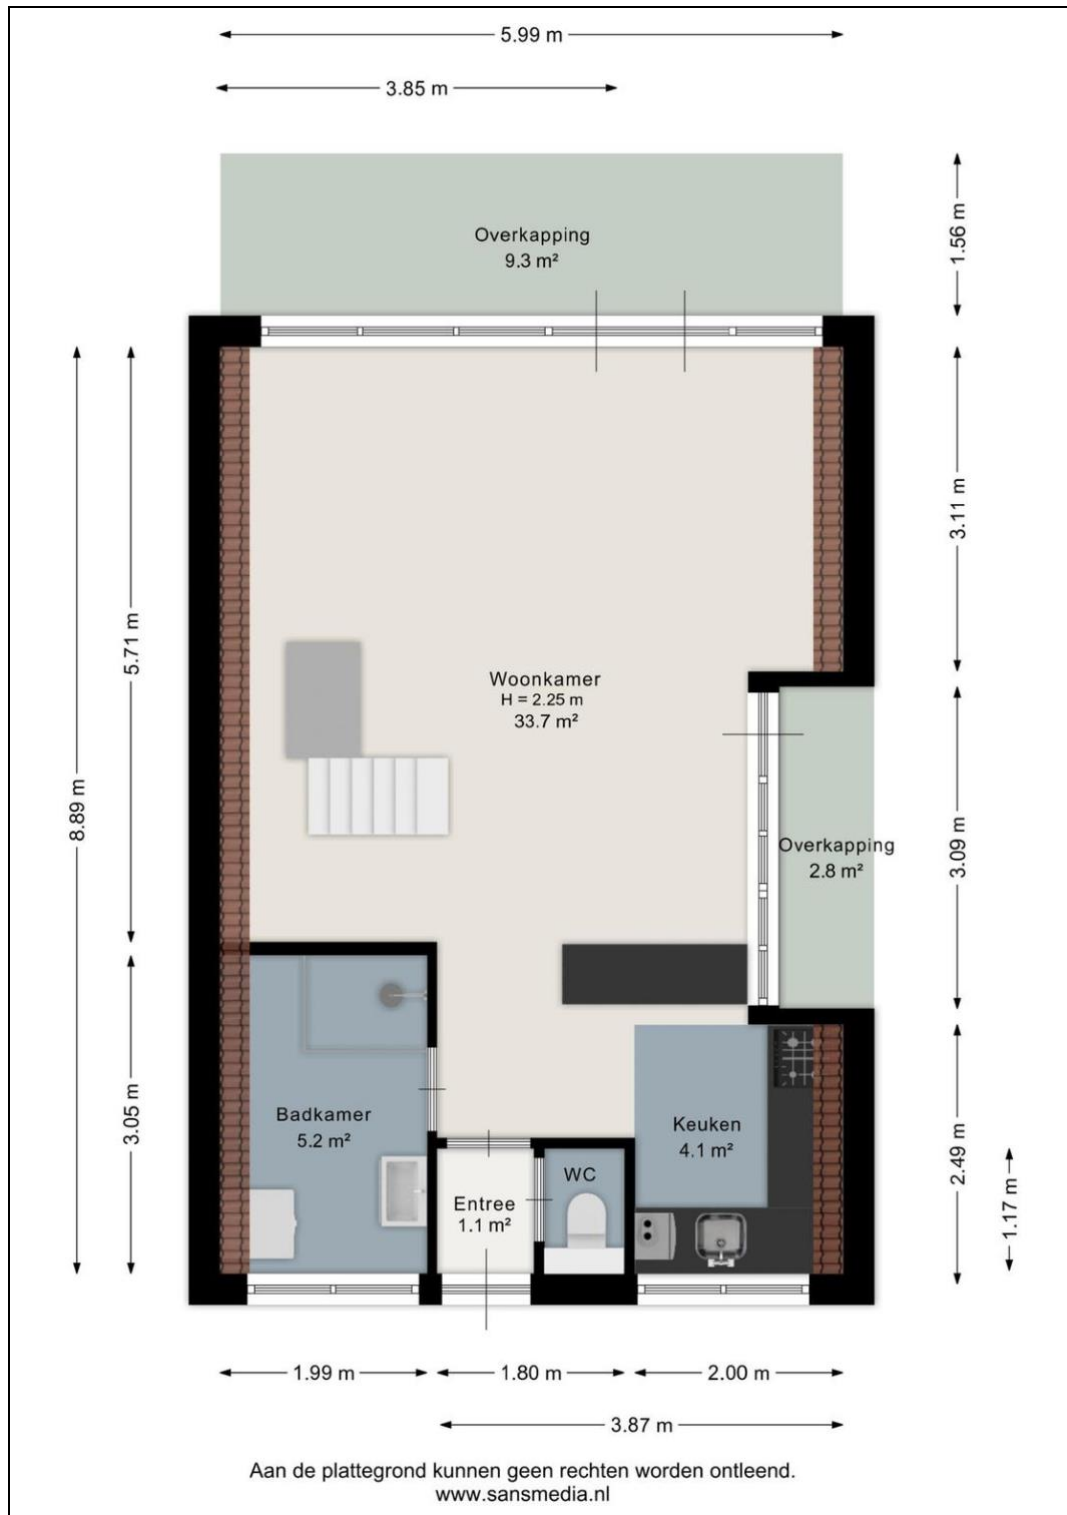 5.99 m
3.85 m
1.56 m
Overkapping
9.3 m²
3.11 m
5.71 m
8.89 m
Woonkamer
H = 2.25 m
33.7 m²
Overkapping
2.8 m²
3.09 m
3.05 m
Badkamer
5.2 m²
Keuken
4.1 m²
2.49 m
1.17 m
WC
Entree
1.1 m²
1.99 m
1.80 m
2.00 m
3.87 m
Aan de plattegrond kunnen geen rechten worden ontleend.
www.sansmedia.nl